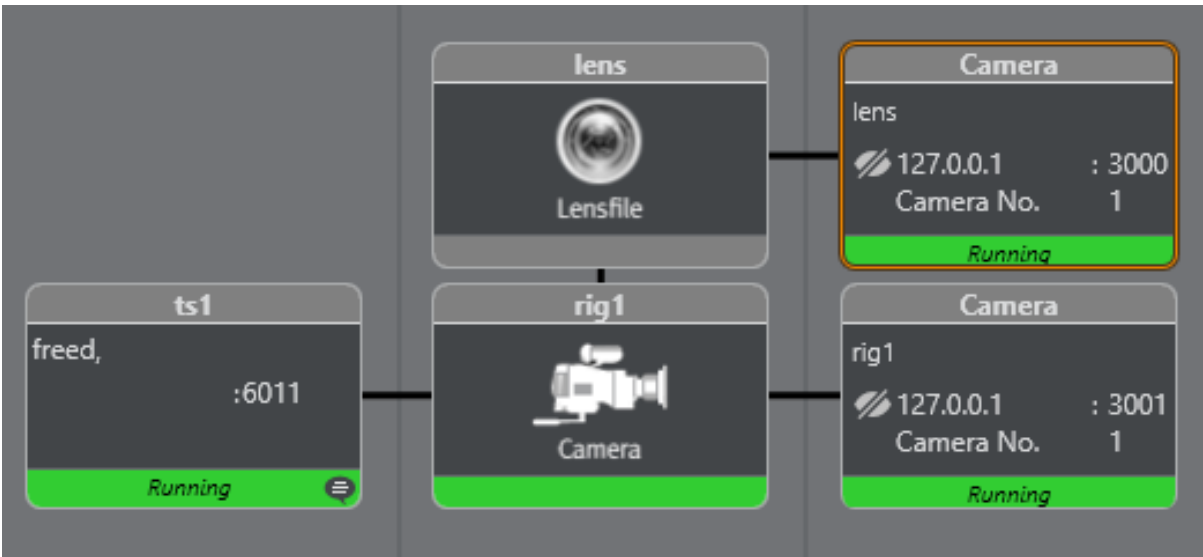 lens
Lensfile
Camera
lens
127.0.0.1 : 3000
Camera No. 1
Running
ts1
freed,
:6011
Running
rig1
Camera
Camera
rig1
127.0.0.1 : 3001
Camera No. 1
Running